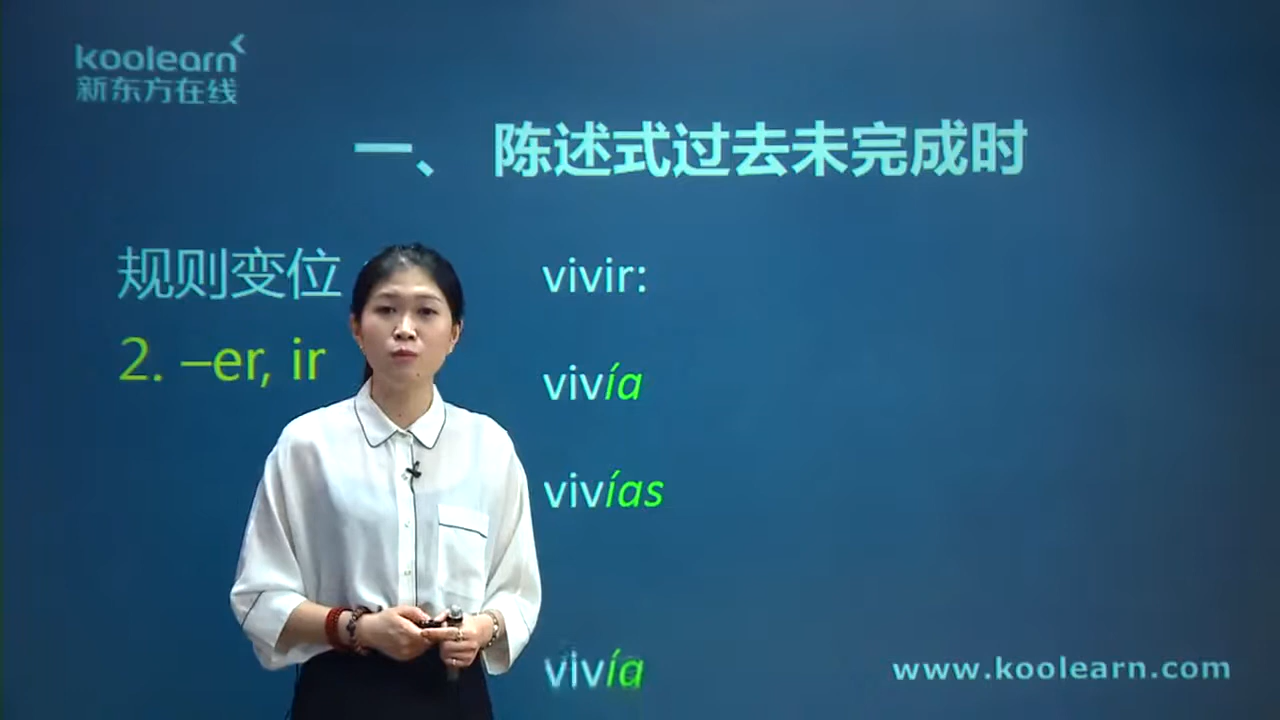 koolearn
新东方在线
一、 陈述式过去未完成时
规则变位
2. –er, ir
vivir:
vivía
vivías
vivía
www.koolearn.com